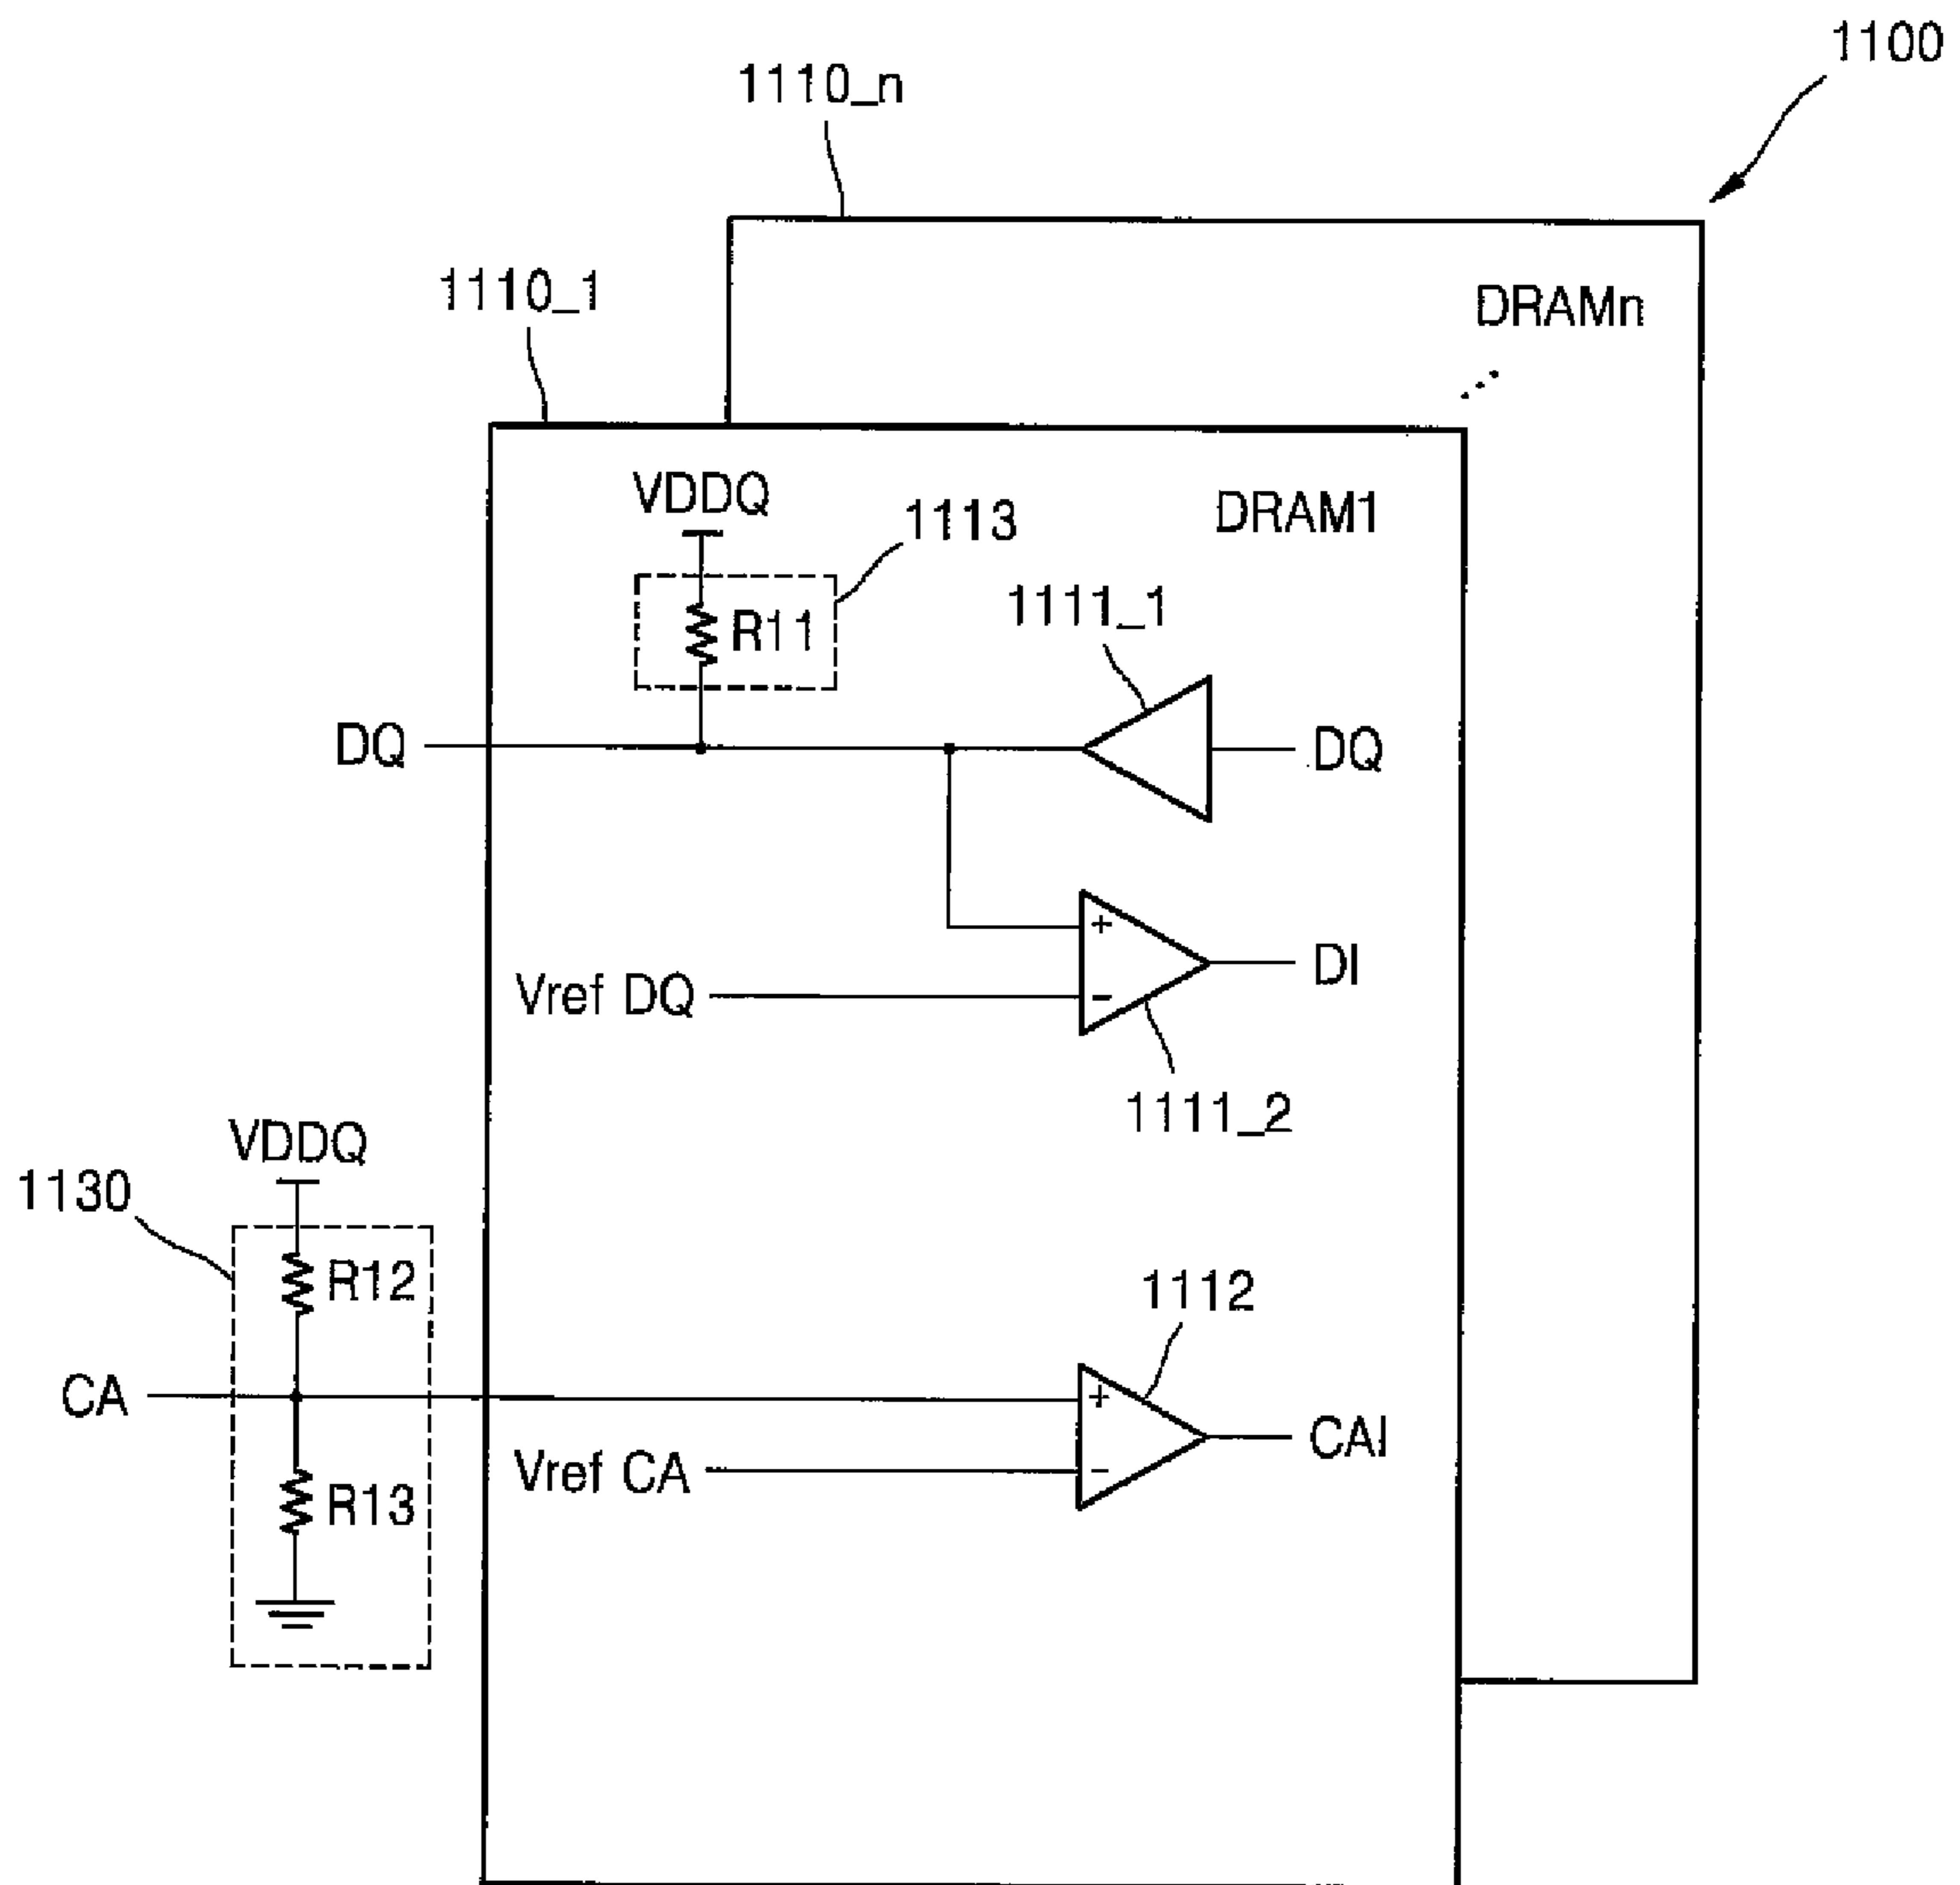 1100
1110_n
1110_1
DRAMn
VDDQ
1113
DRAM1
R11
1111_1
DQ
DQ
+
Vref DQ
-
DI
1111_2
VDDQ
1130
R12
1112
CA
+
CAI
Vref CA
-
R13